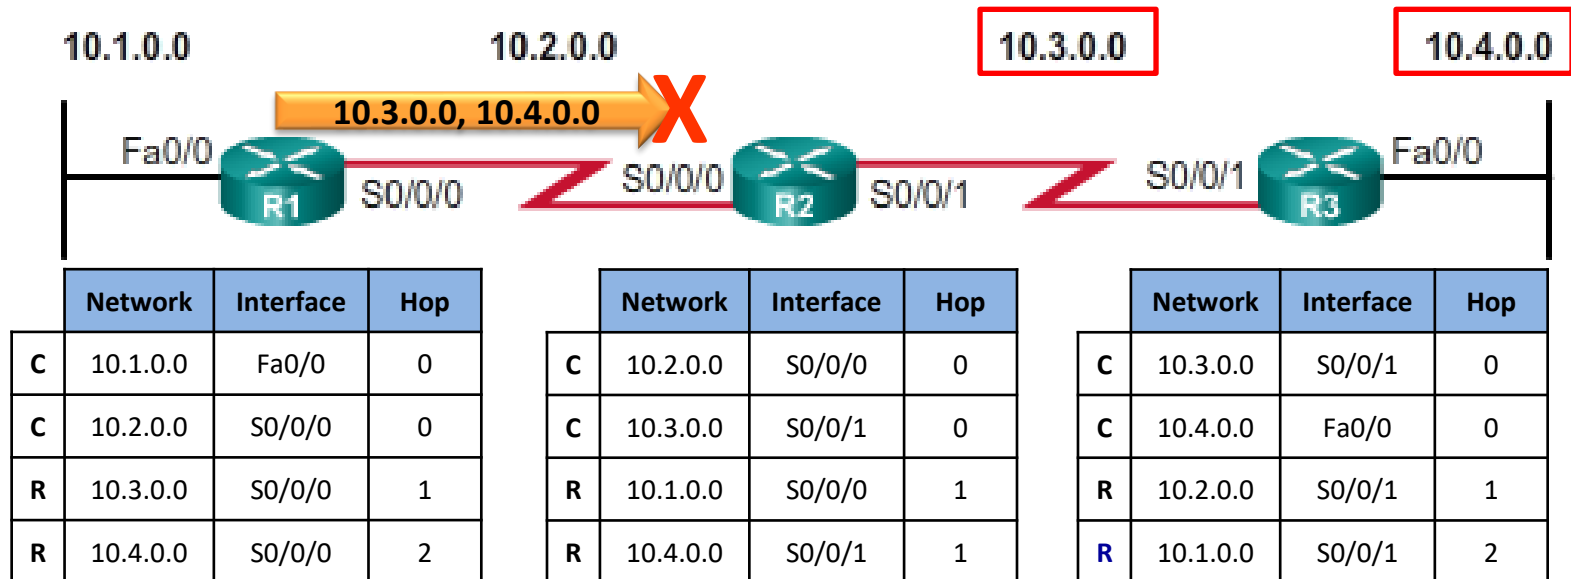 10.1.0.0 10.2.0.0 10.3.0.0 10.4.0.0
10.3.0.0, 10.4.0.0 X
Fa0/0 R1 S0/0/0 S0/0/0 R2 S0/0/1 S0/0/1 R3 Fa0/0
Network Interface Hop
C 10.1.0.0 Fa0/0 0
C 10.2.0.0 S0/0/0 0
R 10.3.0.0 S0/0/0 1
R 10.4.0.0 S0/0/0 2
Network Interface Hop
C 10.2.0.0 S0/0/0 0
C 10.3.0.0 S0/0/1 0
R 10.1.0.0 S0/0/0 1
R 10.4.0.0 S0/0/1 1
Network Interface Hop
C 10.3.0.0 S0/0/1 0
C 10.4.0.0 Fa0/0 0
R 10.2.0.0 S0/0/1 1
R 10.1.0.0 S0/0/1 2